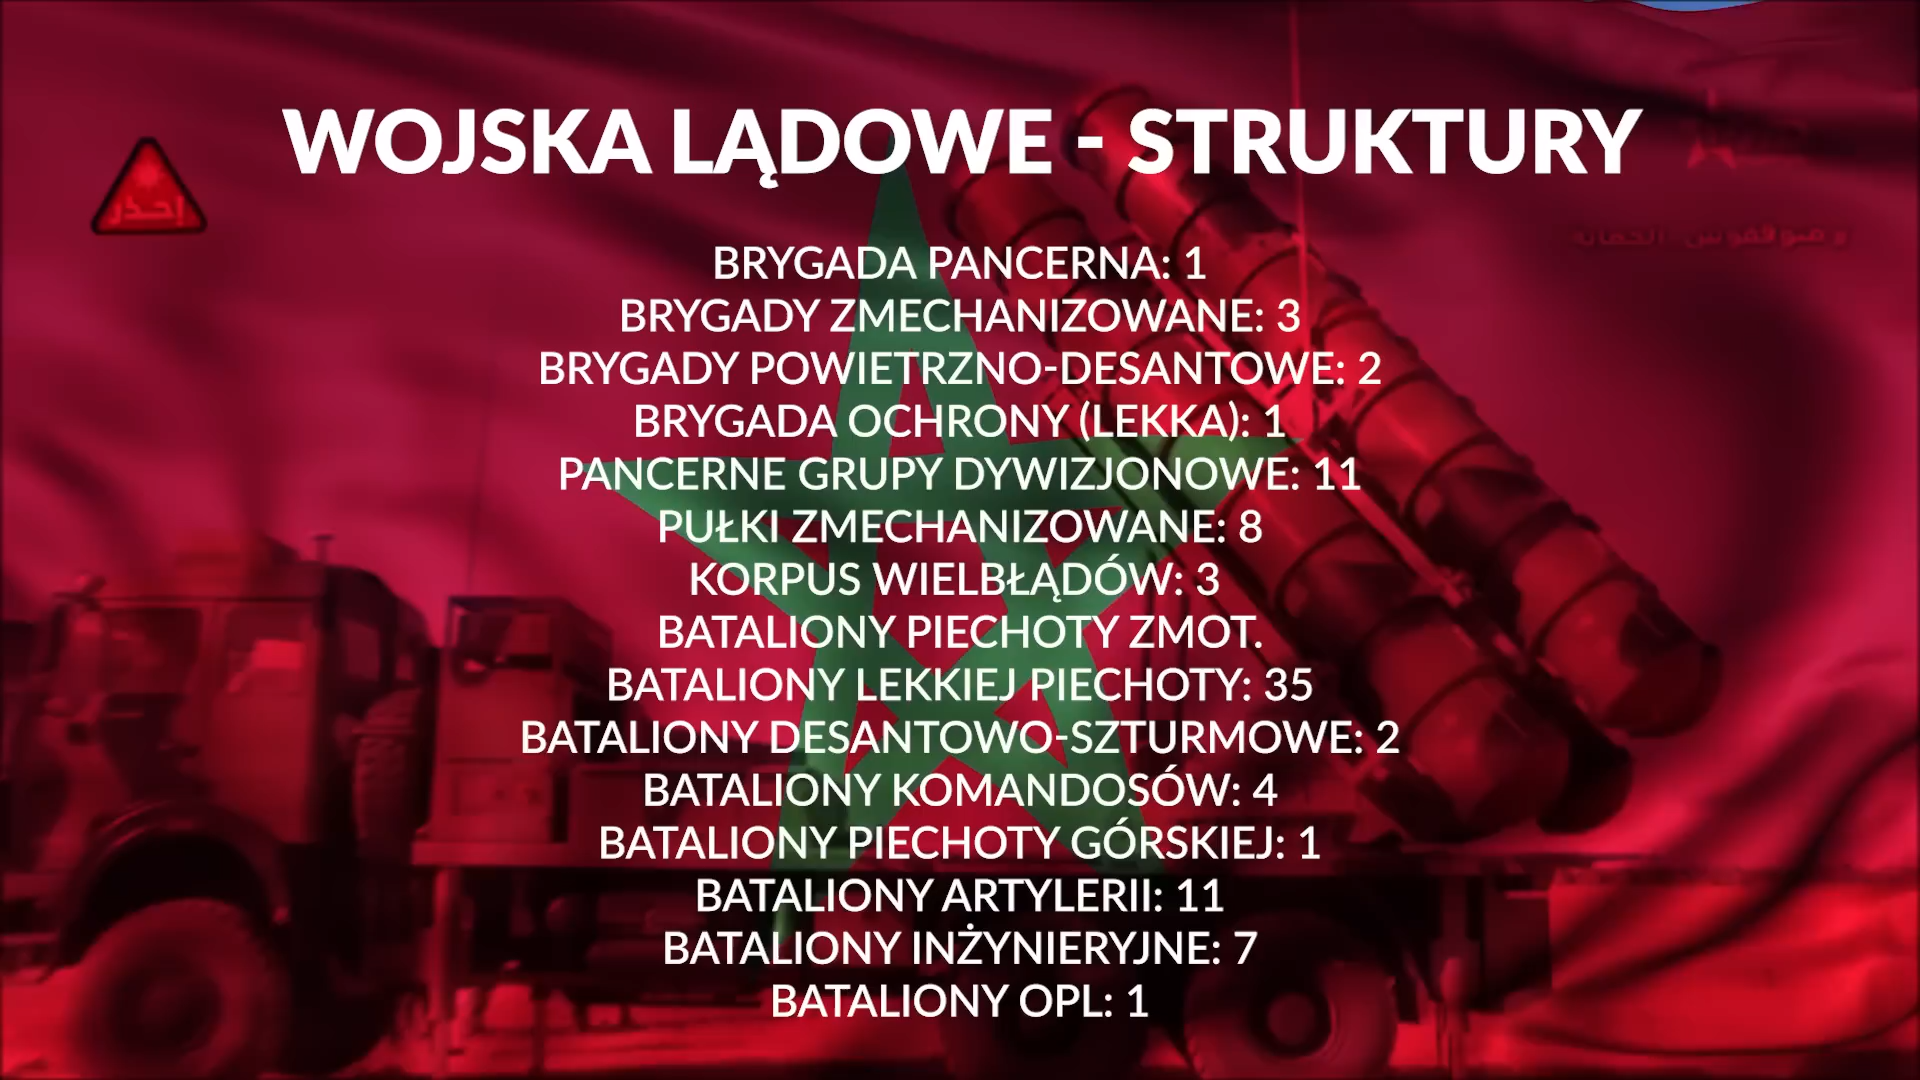 WOJSKA LĄDOWE - STRUKTURY
إحذر
BRYGADA PANCERNA: 1
BRYGADY ZMECHANIZOWANE: 3
BRYGADY POWIETRZNO-DESANTOWE: 2
BRYGADA OCHRONY (LEKKA): 1
PANCERNE GRUPY DYWIZJONOWE: 11
PUŁKI ZMECHANIZOWANE: 8
KORPUS WIELBŁĄDÓW: 3
BATALIONY PIECHOTY ZMOT.
BATALIONY LEKKIEJ PIECHOTY: 35
BATALIONY DESANTOWO-SZTURMOWE: 2
BATALIONY KOMANDOSÓW: 4
BATALIONY PIECHOTY GÓRSKIEJ: 1
BATALIONY ARTYLERII: 11
BATALIONY INŻYNIERYJNE: 7
BATALIONY OPL: 1